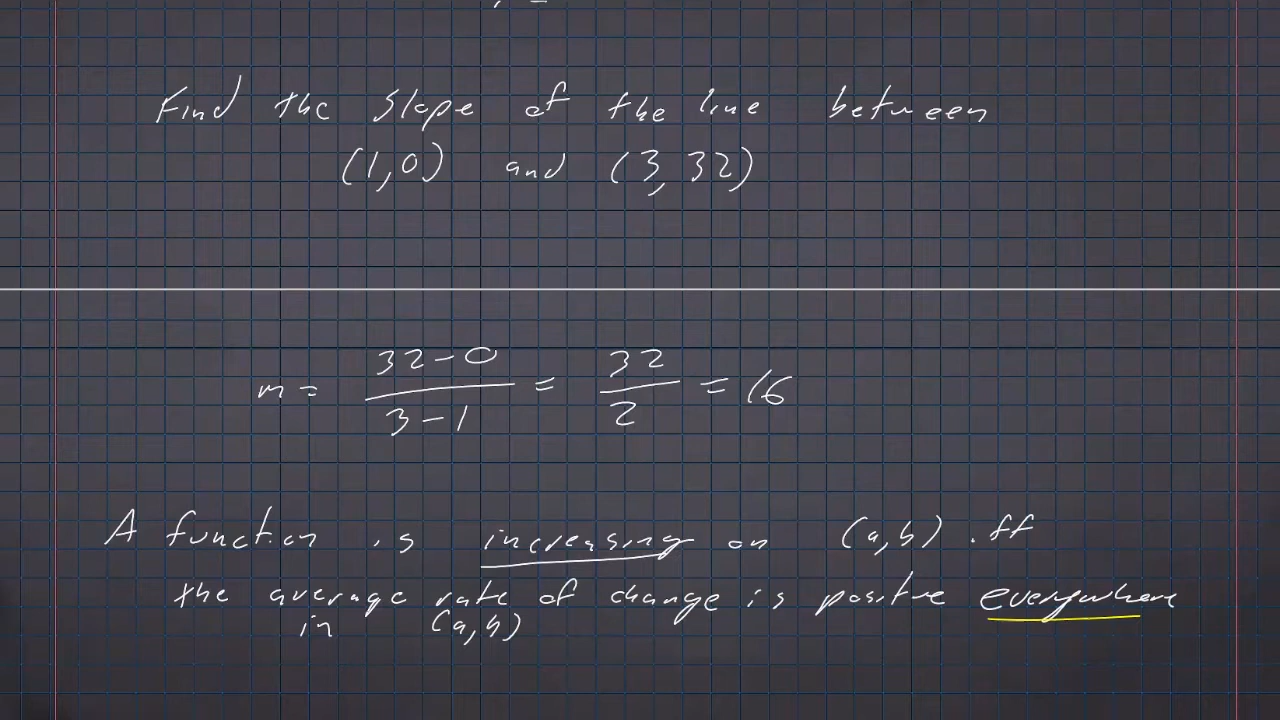 Find the slope of the line between
(1,0) and (3,32)
m = 32-0 / 3-1 = 32 / 2 = 16
A function is increasing on (a,b) iff
the average rate of change is positive everywhere
in (a,b)